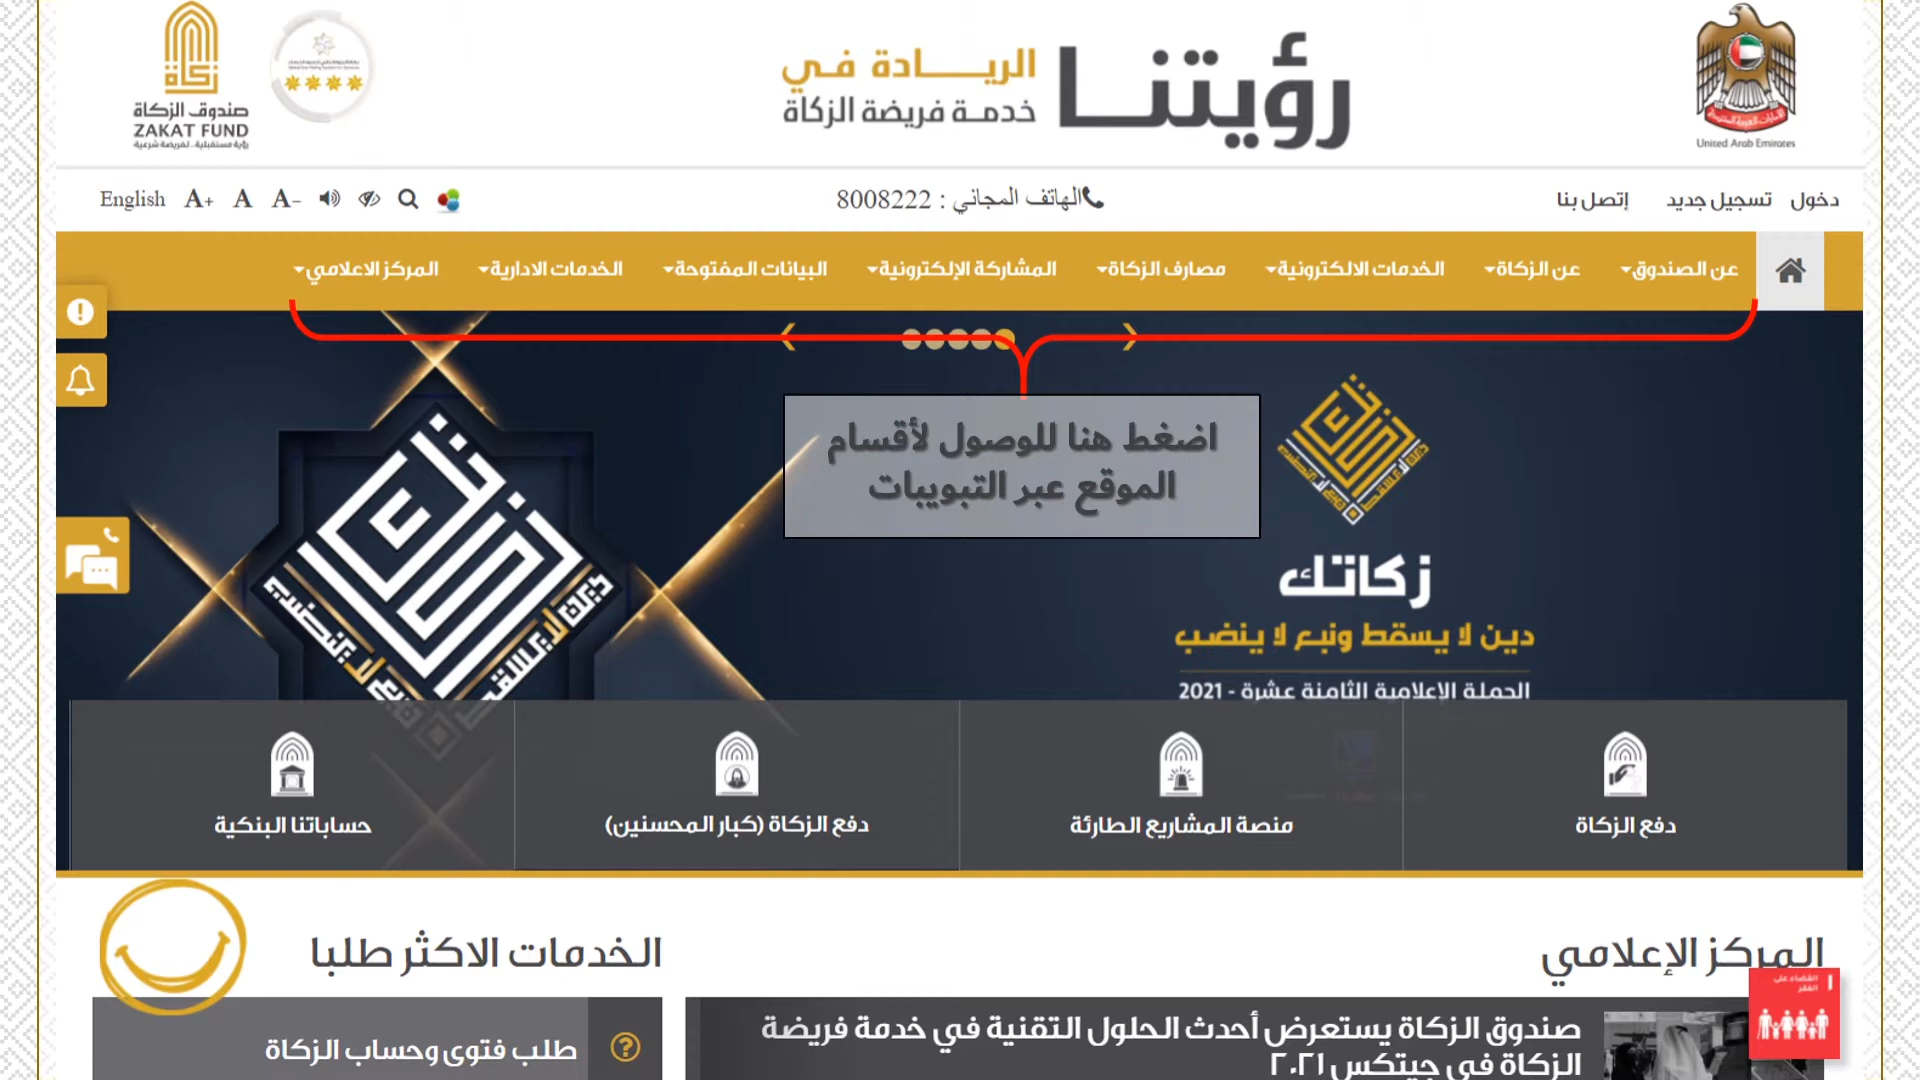 صندوق الزكاة
ZAKAT FUND
رؤية مستقبلية.. لفريضة شرعية
رؤيتنا
الريادة في
خدمة فريضة الزكاة
United Arab Emirates
دخول
تسجيل جديد
إتصل بنا
الهاتف المجاني : 8008222
English A+ A A-
عن الصندوق
عن الزكاة
الخدمات الالكترونية
مصارف الزكاة
المشاركة الإلكترونية
البيانات المفتوحة
الخدمات الادارية
المركز الاعلامي
اضغط هنا للوصول لأقسام
الموقع عبر التبويبات
زكاتك
دين لا يسقط ونبع لا ينضب
الحملة الإعلامية الثامنة عشرة - 2021
دفع الزكاة
منصة المشاريع الطارئة
دفع الزكاة (كبار المحسنين)
حساباتنا البنكية
المركز الإعلامي
الخدمات الاكثر طلبا
القضاء على
الفقر
صندوق الزكاة يستعرض أحدث الحلول التقنية في خدمة فريضة
الزكاة في جيتكس ٢٠٢١
طلب فتوى وحساب الزكاة